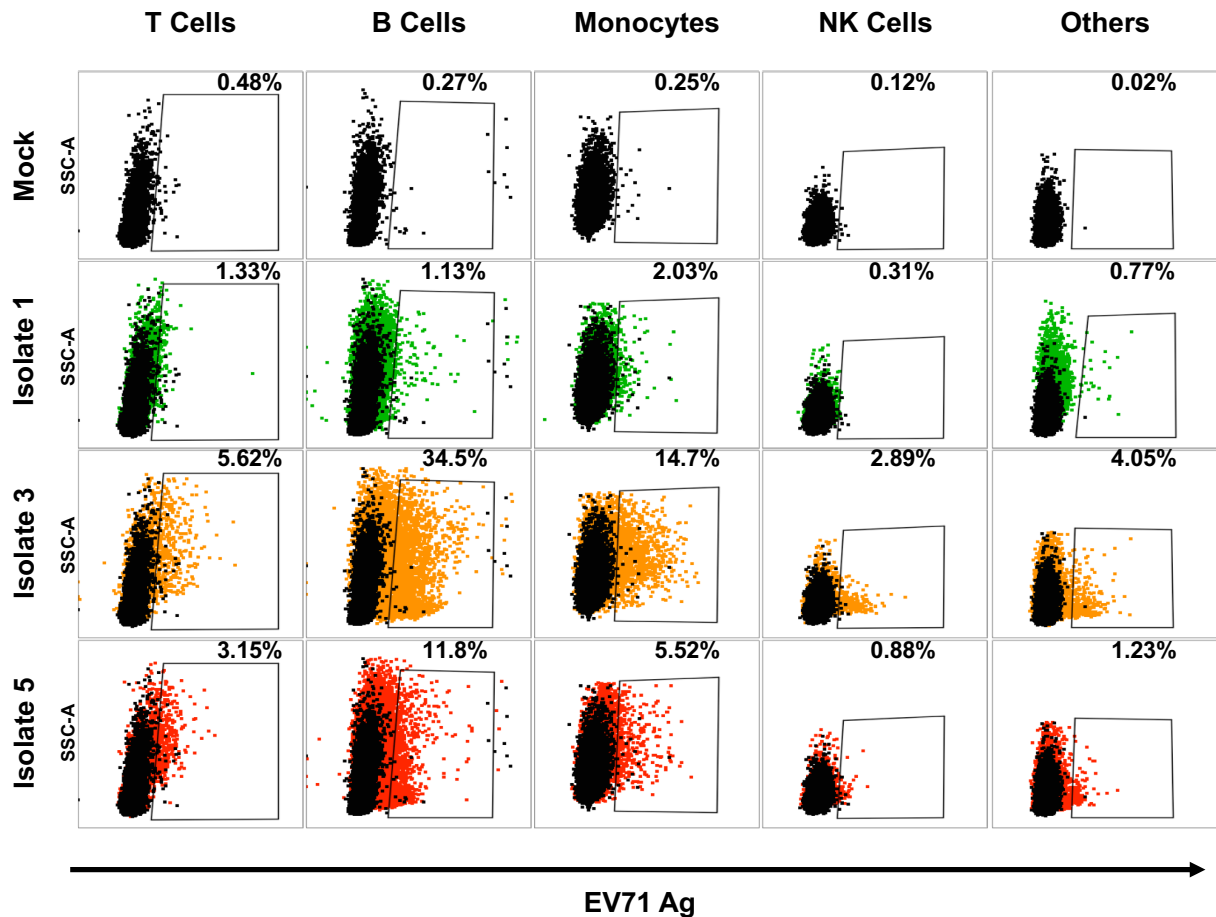 T Cells B Cells Monocytes NK Cells Others
Mock SSC-A 0.48% 0.27% 0.25% 0.12% 0.02%
Isolate 1 SSC-A 1.33% 1.13% 2.03% 0.31% 0.77%
Isolate 3 SSC-A 5.62% 34.5% 14.7% 2.89% 4.05%
Isolate 5 SSC-A 3.15% 11.8% 5.52% 0.88% 1.23%
EV71 Ag